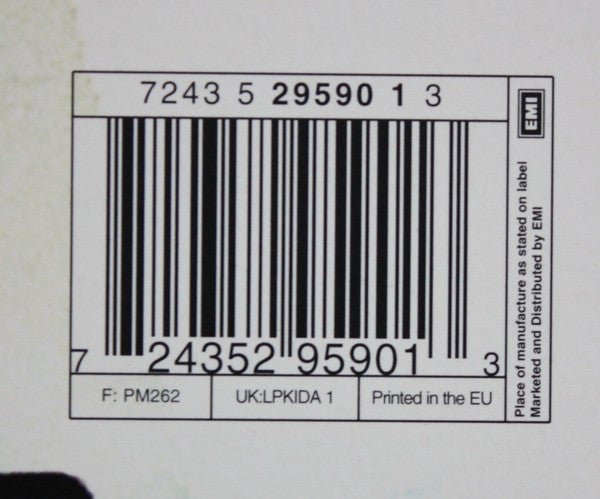 7243 5 29590 1 3
7 24352 95901 3
F: PM262
UK:LPKIDA 1
Printed in the EU
EMI
Place of manufacture as stated on label
Marketed and Distributed by EMI